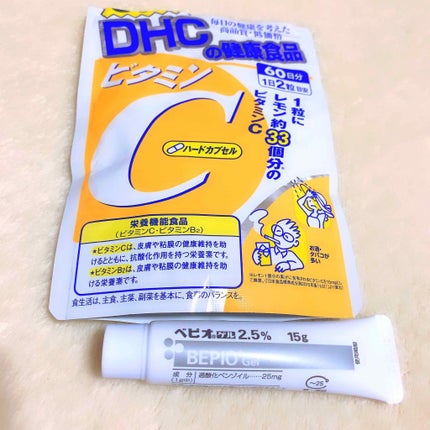 毎日の健康を考えた
高品質・低価格
DHCの健康食品
60日分
1日2粒目安
ビタミン
C
ハードカプセル
1粒に
レモン約33個分の
ビタミンC
お酒・
タバコが
多い
栄養機能食品
(ビタミンC・ビタミンB2)
★ビタミンCは、皮膚や粘膜の健康維持を助
けるとともに、抗酸化作用を持つ栄養素です。
★ビタミンB2は、皮膚や粘膜の健康維持を助
ける栄養素です。
食生活は、主食、主菜、副菜を基本に、食事のバランスを。
ベピオゲル2.5% 15g
BEPIO Gel
成分
(1g中)
過酸化ベンゾイル……25mg
～25